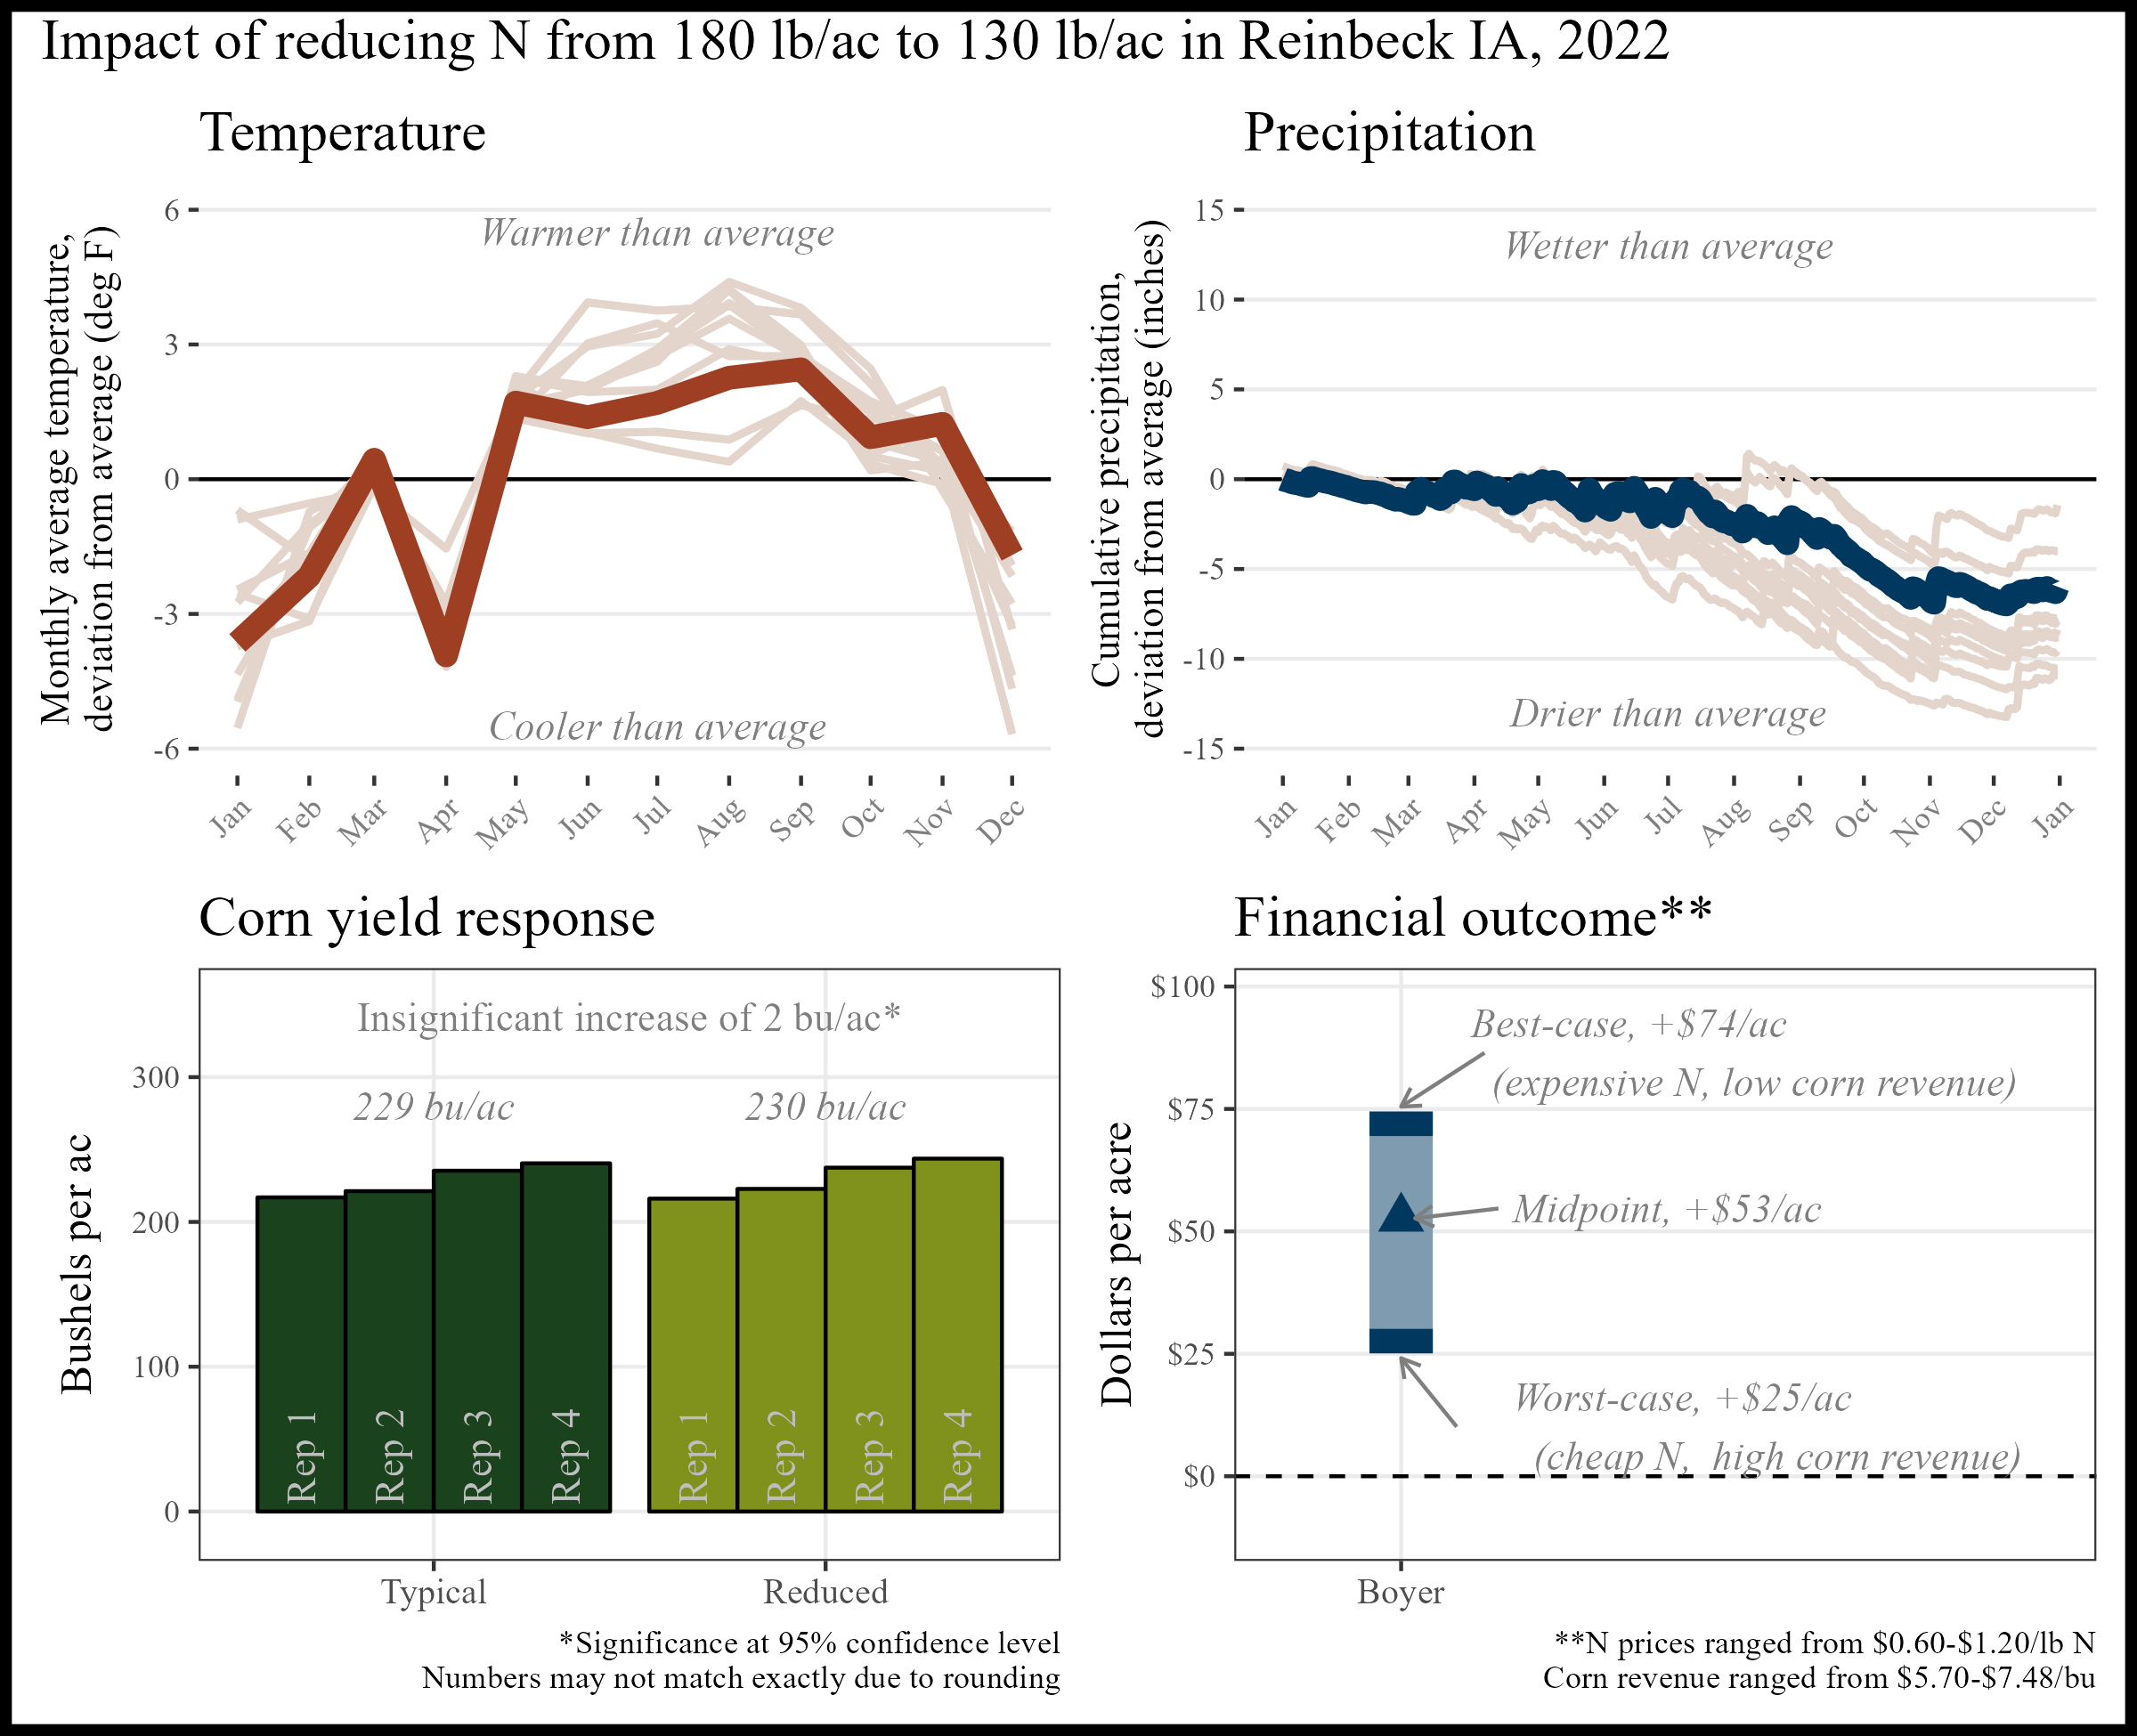 Impact of reducing N from 180 lb/ac to 130 lb/ac in Reinbeck IA, 2022
Temperature
Monthly average temperature,
deviation from average (deg F)
6
3
0
-3
-6
Warmer than average
Cooler than average
Jan
Feb
Mar
Apr
May
Jun
Jul
Aug
Sep
Oct
Nov
Dec
Precipitation
Cumulative precipitation,
deviation from average (inches)
15
10
5
0
-5
-10
-15
Wetter than average
Drier than average
Jan
Feb
Mar
Apr
May
Jun
Jul
Aug
Sep
Oct
Nov
Dec
Jan
Corn yield response
Bushels per ac
300
200
100
0
Insignificant increase of 2 bu/ac*
229 bu/ac
230 bu/ac
Rep 1
Rep 2
Rep 3
Rep 4
Rep 1
Rep 2
Rep 3
Rep 4
Typical
Reduced
*Significance at 95% confidence level
Numbers may not match exactly due to rounding
Financial outcome**
Dollars per acre
$100
$75
$50
$25
$0
Best-case, +$74/ac
(expensive N, low corn revenue)
Midpoint, +$53/ac
Worst-case, +$25/ac
(cheap N,  high corn revenue)
Boyer
**N prices ranged from $0.60-$1.20/lb N
Corn revenue ranged from $5.70-$7.48/bu